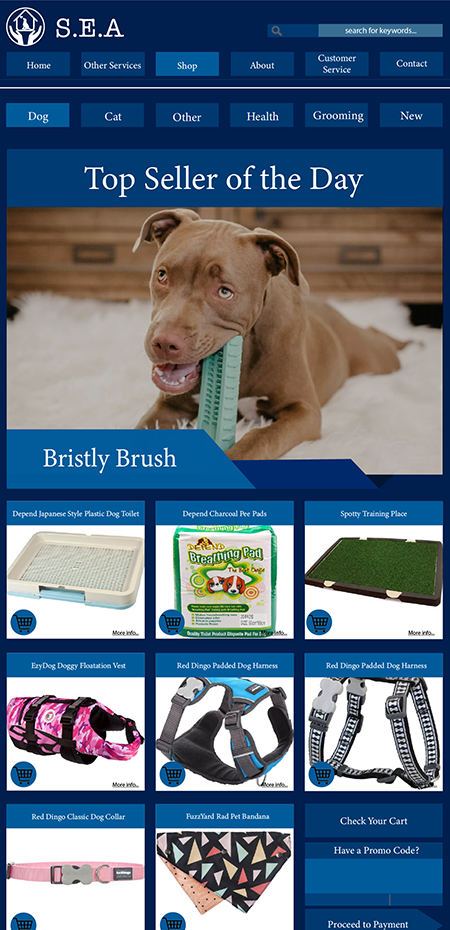 S.E.A
search for keywords...
Home
Other Services
Shop
About
Customer
Service
Contact
Dog
Cat
Other
Health
Grooming
New
Top Seller of the Day
Bristly Brush
Depend Japanese Style Plastic Dog Toilet
Depend Charcoal Pee Pads
Spotty Training Place
DEPEND
Breathing Pad
More info...
More info...
More info...
EzyDog Doggy Floatation Vest
Red Dingo Padded Dog Harness
Red Dingo Padded Dog Harness
More info...
More info...
More info...
Red Dingo Classic Dog Collar
FuzzYard Rad Pet Bandana
Check Your Cart
Have a Promo Code?
Proceed to Payment